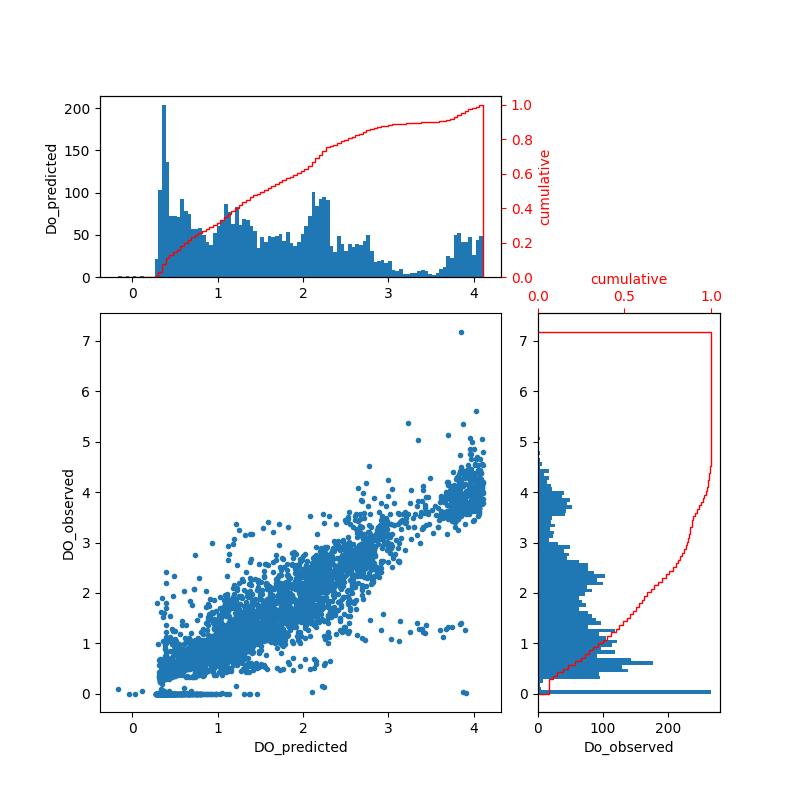 200
150
100
50
0
Do_predicted
1.0
0.8
0.6
0.4
0.2
0.0
cumulative
0 1 2 3 4
cumulative
0.0 0.5 1.0
7
6
5
4
3
2
1
0
DO_observed
0 1 2 3 4
DO_predicted
7
6
5
4
3
2
1
0
0 100 200
Do_observed